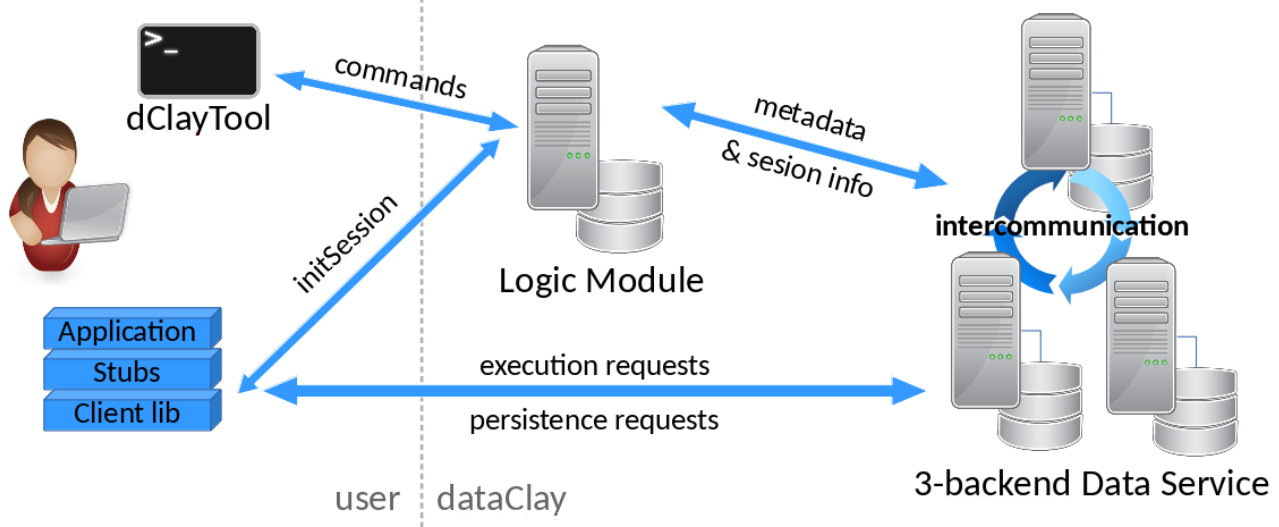 >_
dClayTool
commands
metadata
& sesion info
intercommunication
initSession
Logic Module
Application
Stubs
Client lib
execution requests
persistence requests
3-backend Data Service
user
dataClay